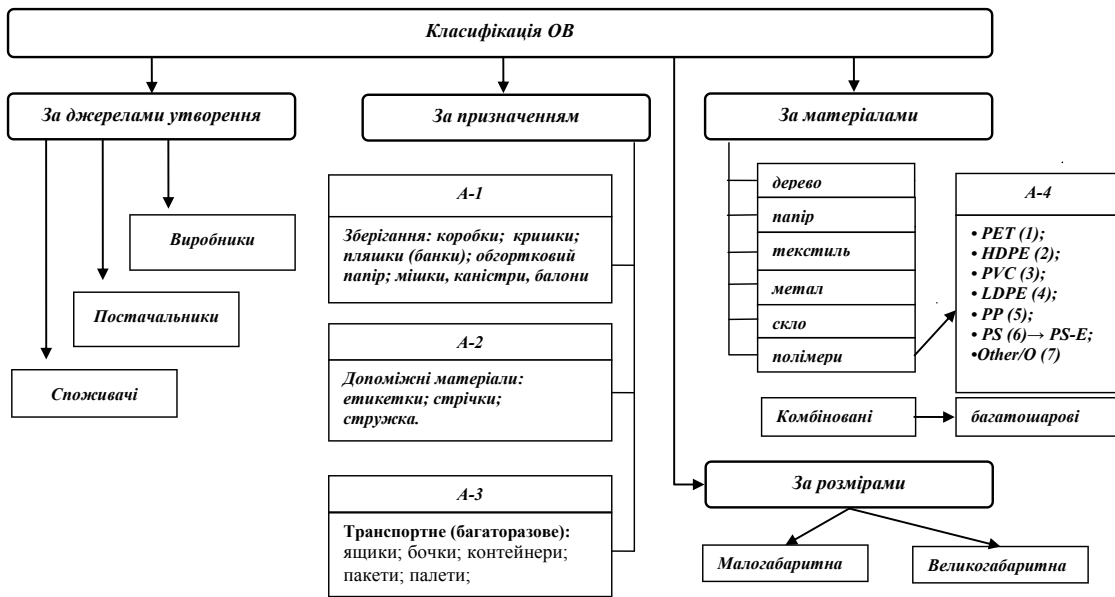 Класифікація ОВ
За джерелами утворення
Виробники
Постачальники
Споживачі
За призначенням
А-1
Зберігання: коробки; кришки;
пляшки (банки); обгортковий
папір; мішки, каністри, балони
А-2
Допоміжні матеріали:
етикетки; стрічки;
стружка.
А-3
Транспортне (багаторазове):
ящики; бочки; контейнери;
пакети; палети;
За матеріалами
дерево
папір
текстиль
метал
скло
полімери
А-4
• PET (1);
• HDPE (2);
• PVC (3);
• LDPE (4);
• PP (5);
• PS (6)→ PS-E;
•Other/O (7)
Комбіновані
багатошарові
За розмірами
Малогабаритна
Великогабаритна